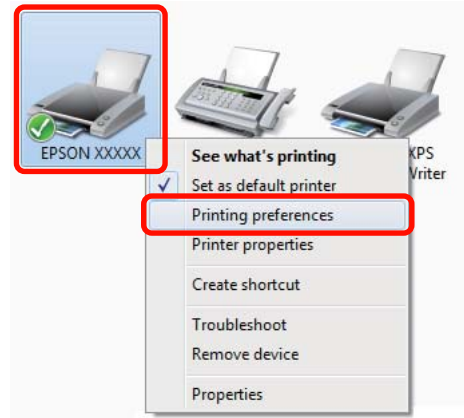 EPSON XXXXX
XPS
Writer
See what's printing
Set as default printer
Printing preferences
Printer properties
Create shortcut
Troubleshoot
Remove device
Properties